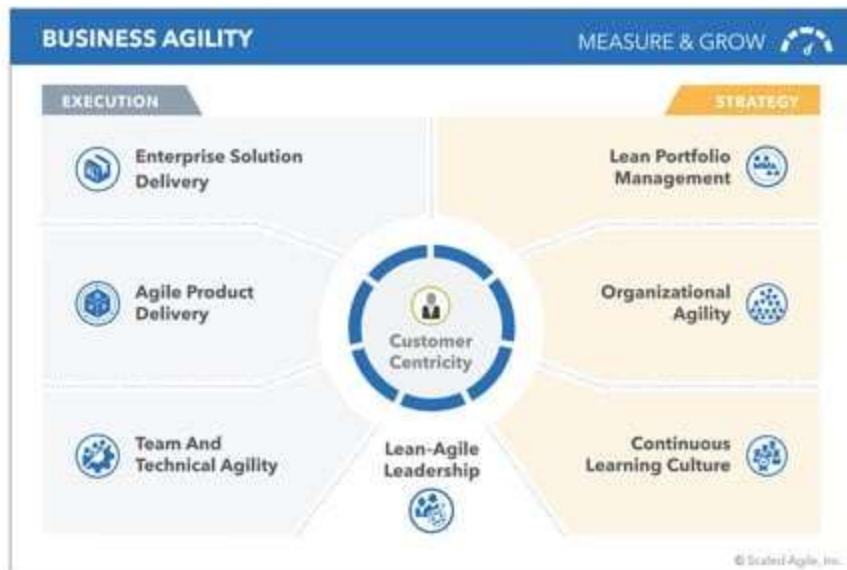 BUSINESS AGILITY
MEASURE & GROW
EXECUTION
STRATEGY
Enterprise Solution
Delivery
Lean Portfolio
Management
Agile Product
Delivery
Organizational
Agility
Customer
Centricity
Team And
Technical Agility
Lean-Agile
Leadership
Continuous
Learning Culture
© Scaled Agile, Inc.